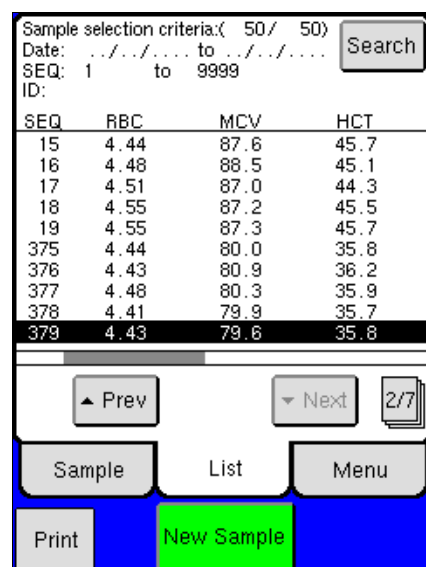 Sample selection criteria:( 50/ 50)
Date: ../../.... to ../../....
SEQ: 1 to 9999
ID:
Search
SEQ RBC MCV HCT
15 4.44 87.6 45.7
16 4.48 88.5 45.1
17 4.51 87.0 44.3
18 4.55 87.2 45.5
19 4.55 87.3 45.7
375 4.44 80.0 35.8
376 4.43 80.9 36.2
377 4.48 80.3 35.9
378 4.41 79.9 35.7
379 4.43 79.6 35.8
Prev Next 2/7
Sample List Menu
Print New Sample